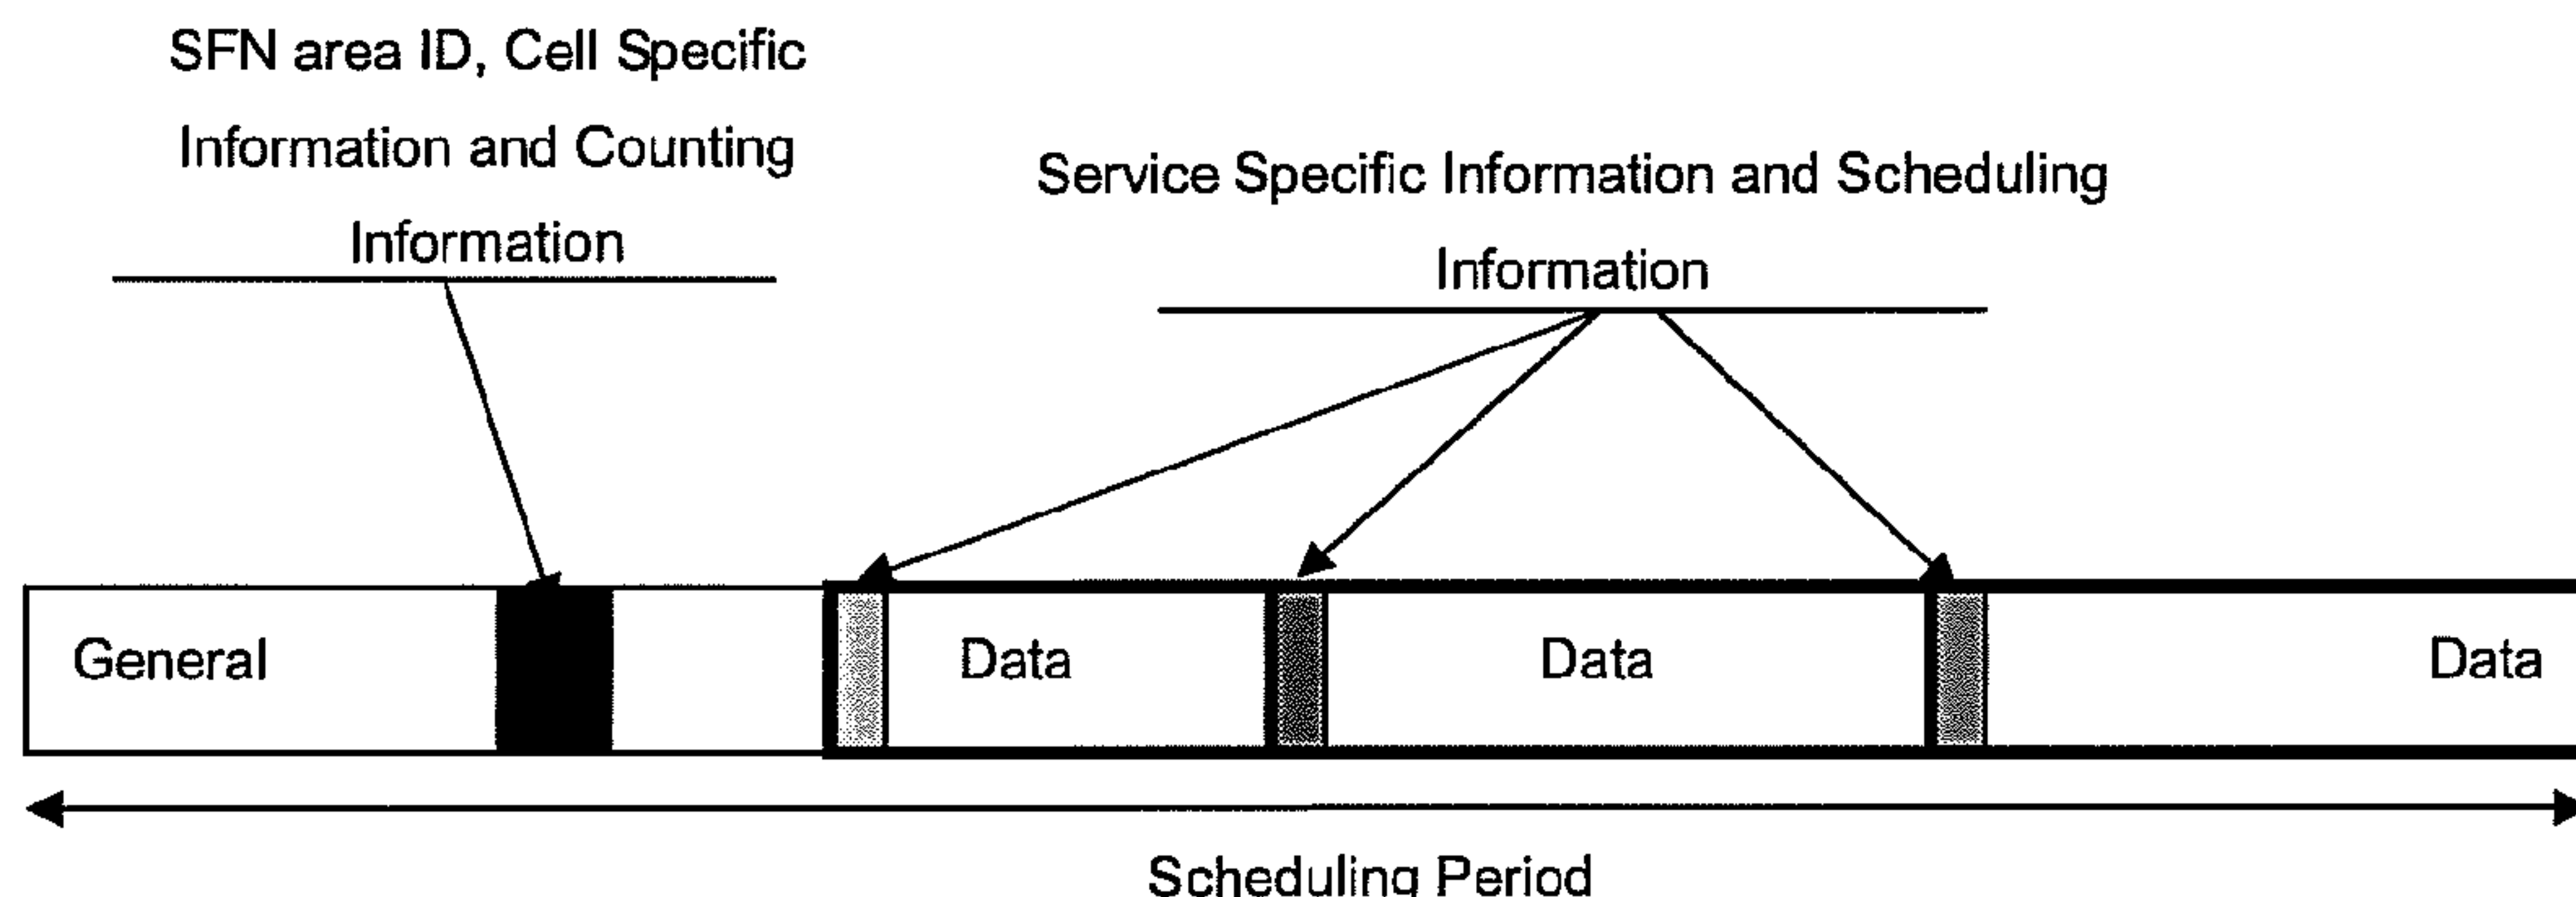 SFN area ID, Cell Specific
Information and Counting
Information
Service Specific Information and Scheduling
Information
General
Data
Data
Data
Scheduling Period